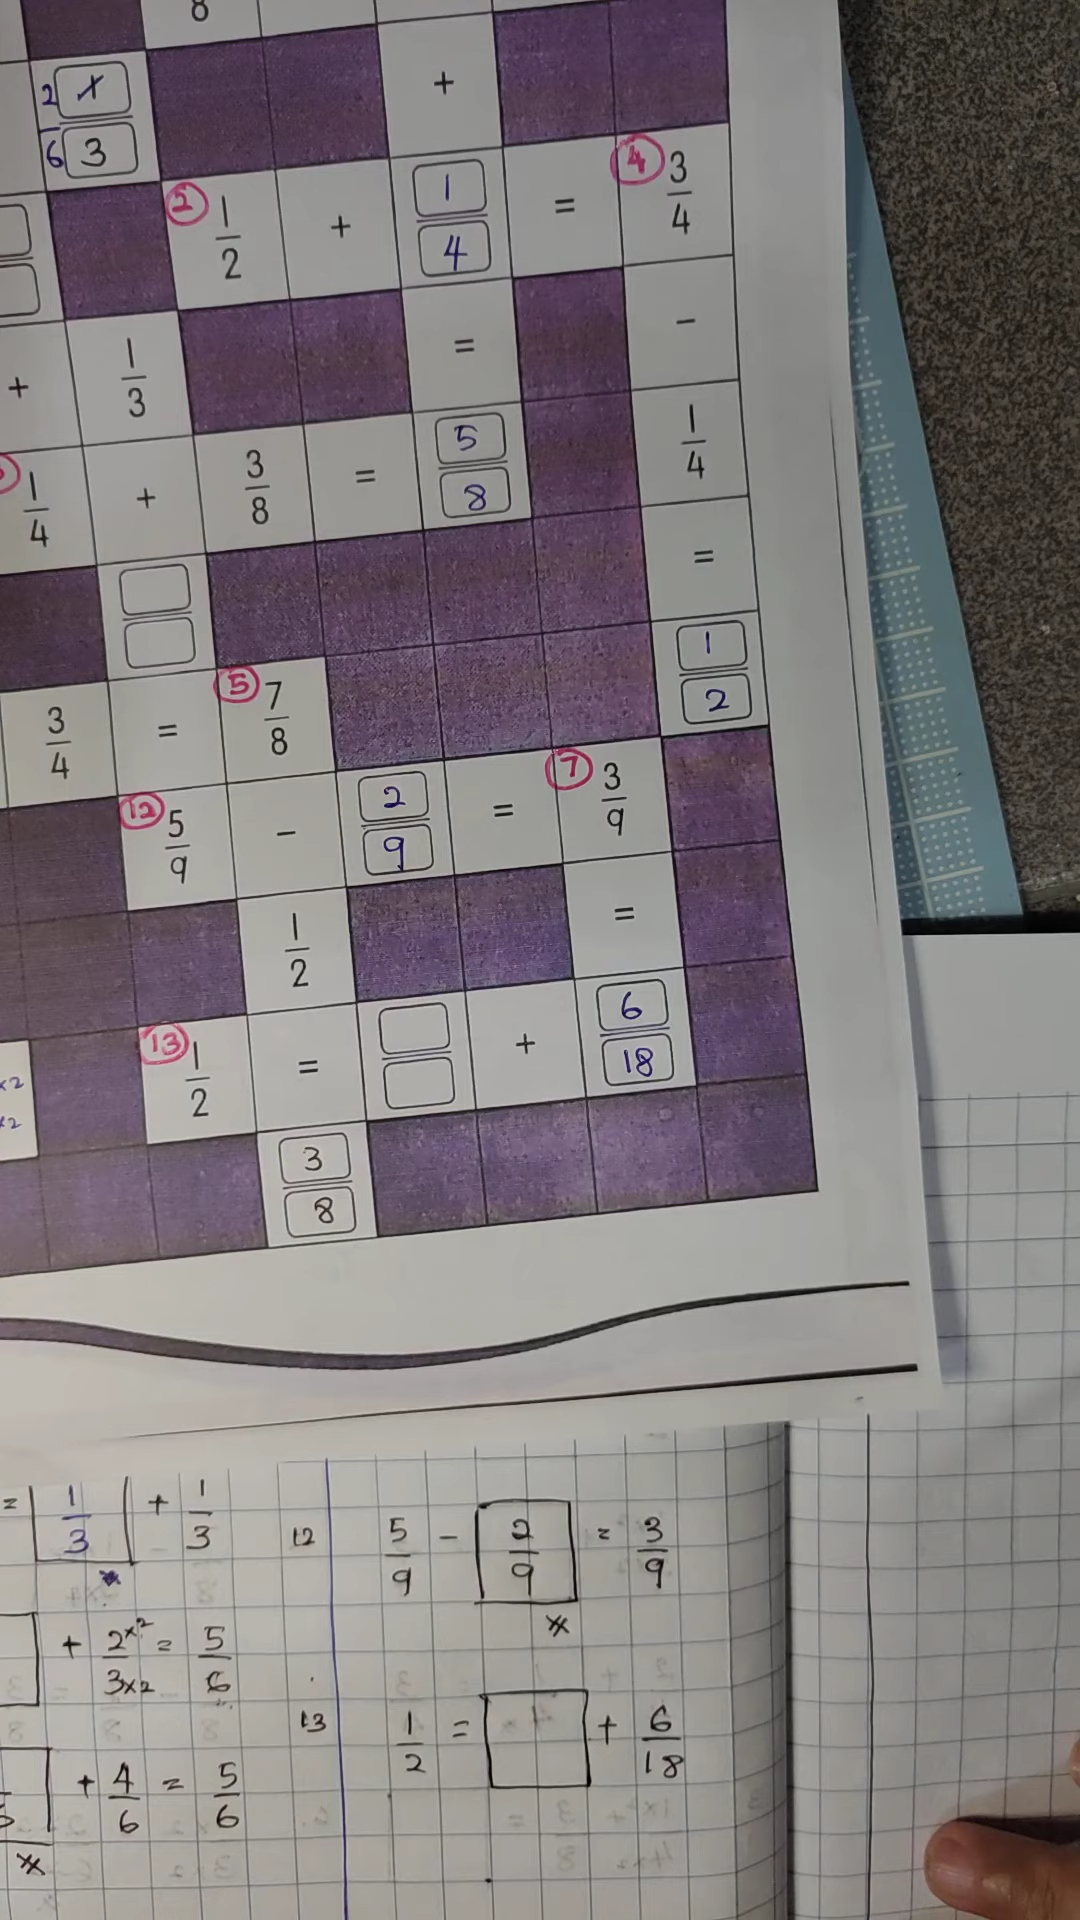 8
2 1 +
6 3
② 1/2 + 1/4 = ④ 3/4
+ 1/3 = −
1/4 + 3/8 = 5/8 1/4
=
3/4 = ⑤ 7/8 1/2
⑫ 5/9 − 2/9 = ⑦ 3/9
1/2 =
×2 ⑬ 1/2 = + 6/18
×2
3/8
= 1/3 + 1/3
12 5/9 − 2/9 = 3/9
+ 2×2/3×2 = 5/6
13 1/2 = + 6/18
+ 4/6 = 5/6